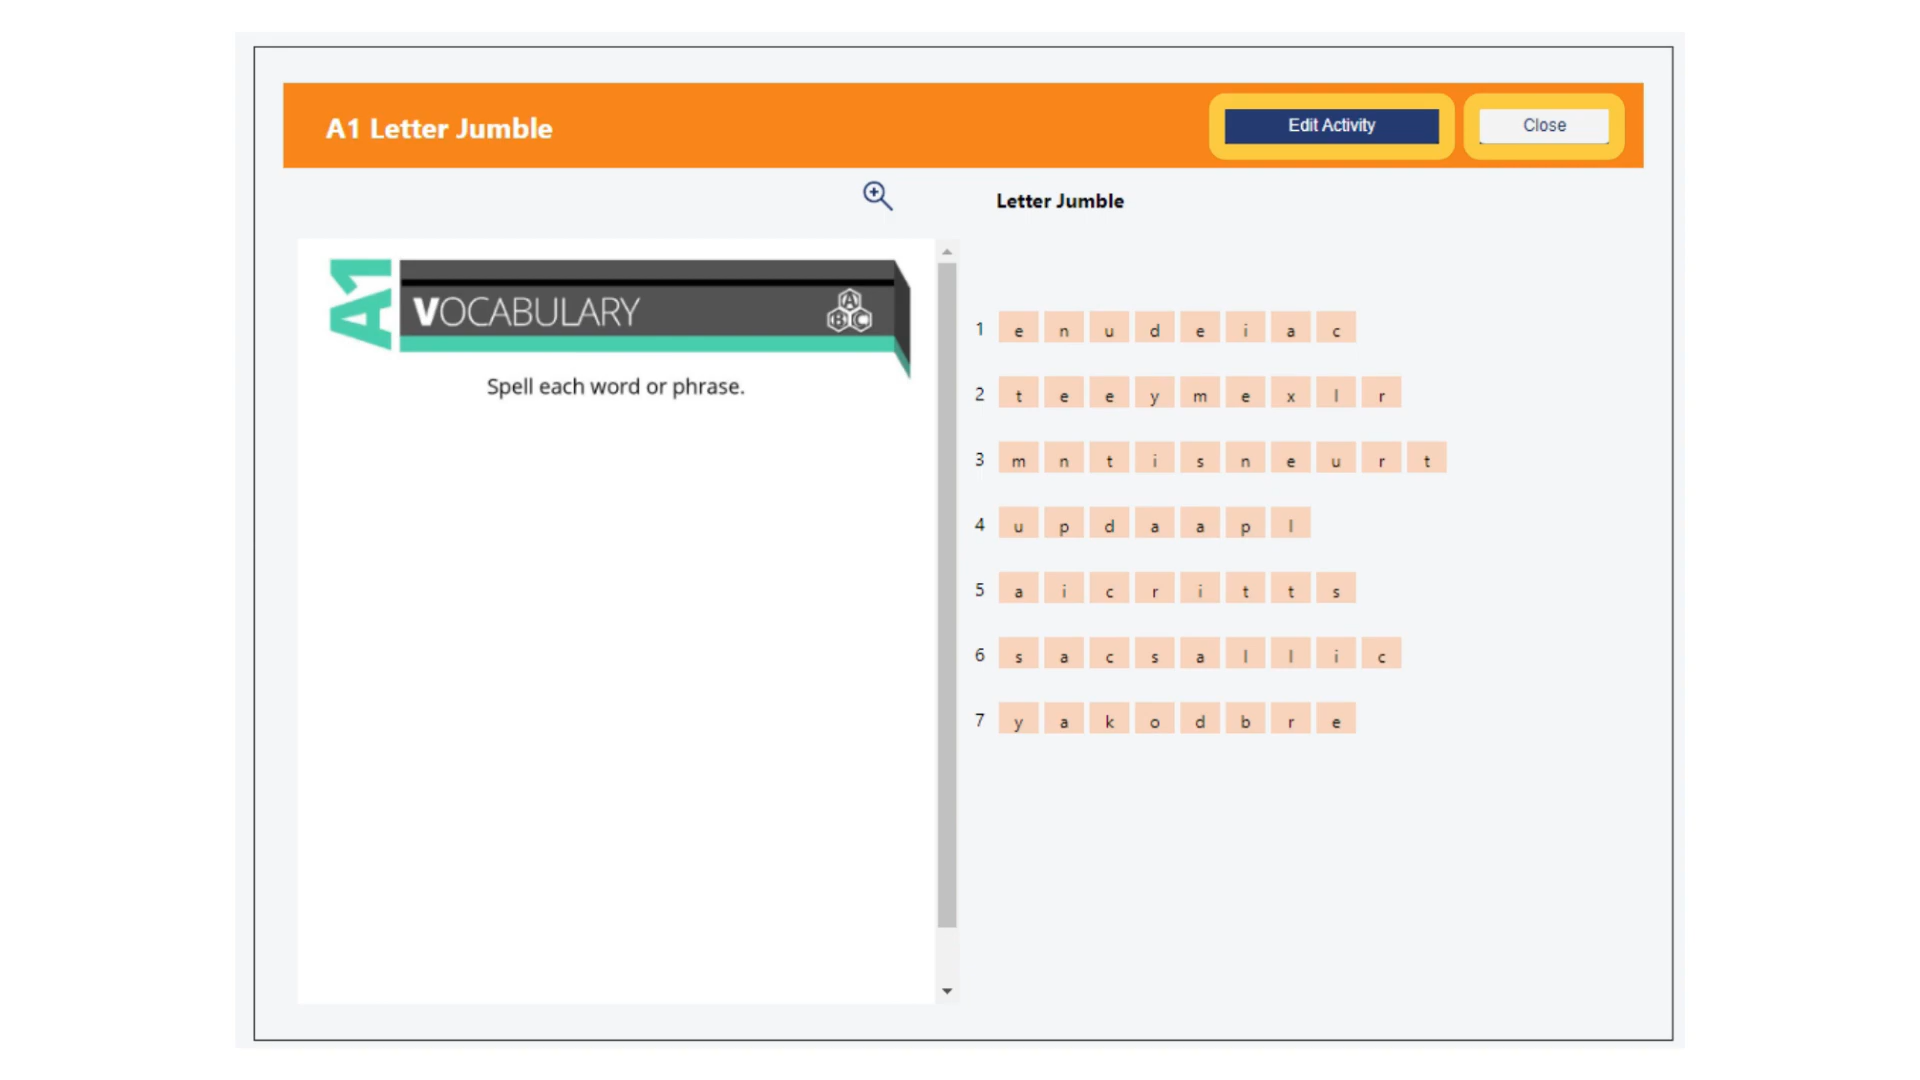 A1 Letter Jumble
Edit Activity
Close
Letter Jumble
A1
VOCABULARY
A
B C
Spell each word or phrase.
1 e n u d e i a c
2 t e e y m e x l r
3 m n t i s n e u r t
4 u p d a a p l
5 a i c r i t t s
6 s a c s a l l i c
7 y a k o d b r e